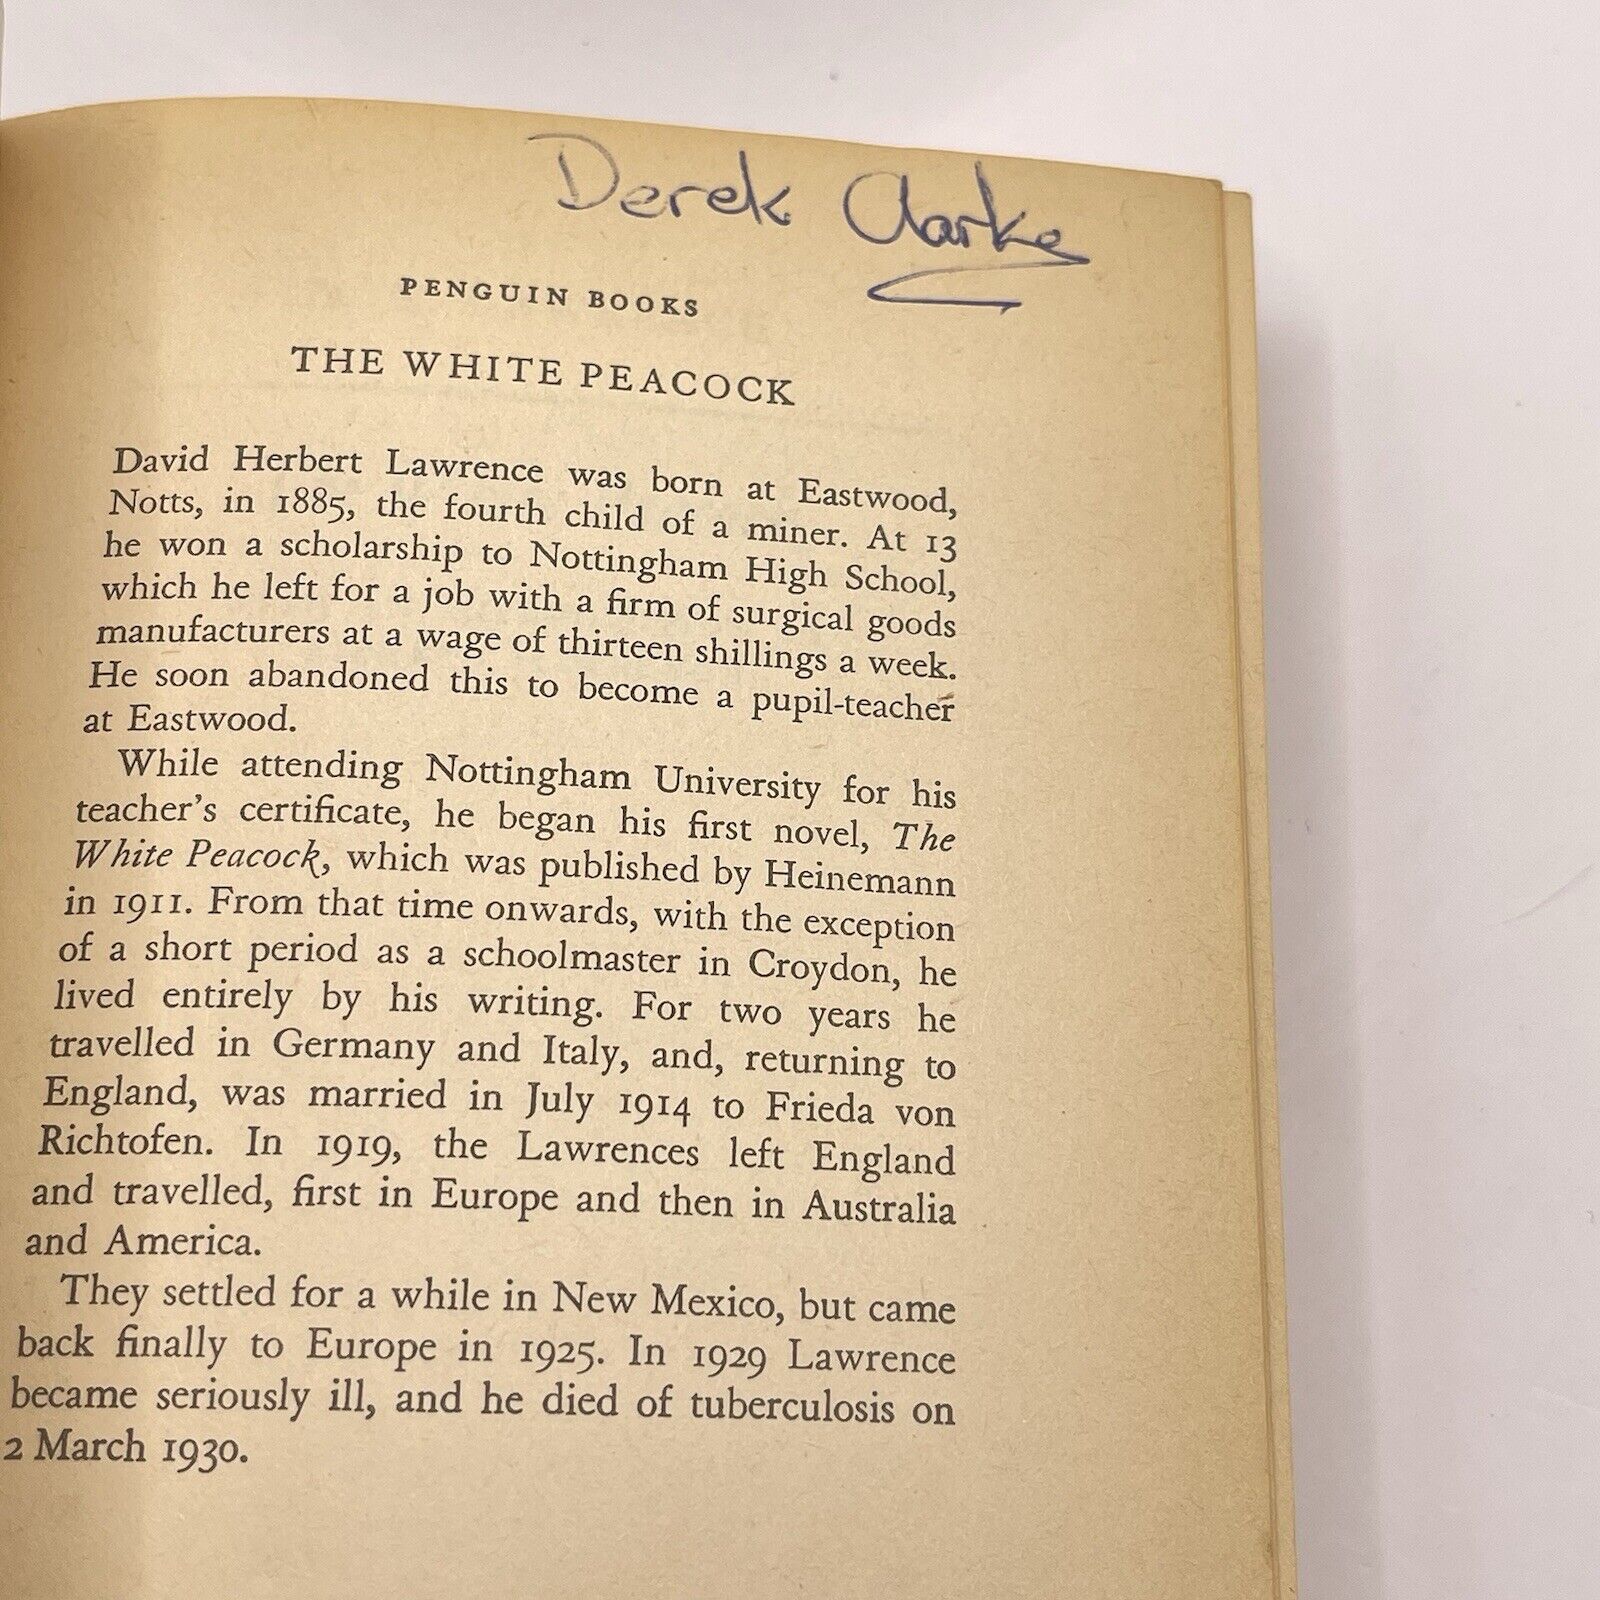 Derek Clarke
PENGUIN BOOKS
THE WHITE PEACOCK
David Herbert Lawrence was born at Eastwood,
Notts, in 1885, the fourth child of a miner. At 13
he won a scholarship to Nottingham High School,
which he left for a job with a firm of surgical goods
manufacturers at a wage of thirteen shillings a week.
He soon abandoned this to become a pupil-teacher
at Eastwood.
While attending Nottingham University for his
teacher's certificate, he began his first novel, The
White Peacock, which was published by Heinemann
in 1911. From that time onwards, with the exception
of a short period as a schoolmaster in Croydon, he
lived entirely by his writing. For two years he
travelled in Germany and Italy, and, returning to
England, was married in July 1914 to Frieda von
Richtofen. In 1919, the Lawrences left England
and travelled, first in Europe and then in Australia
and America.
They settled for a while in New Mexico, but came
back finally to Europe in 1925. In 1929 Lawrence
became seriously ill, and he died of tuberculosis on
2 March 1930.